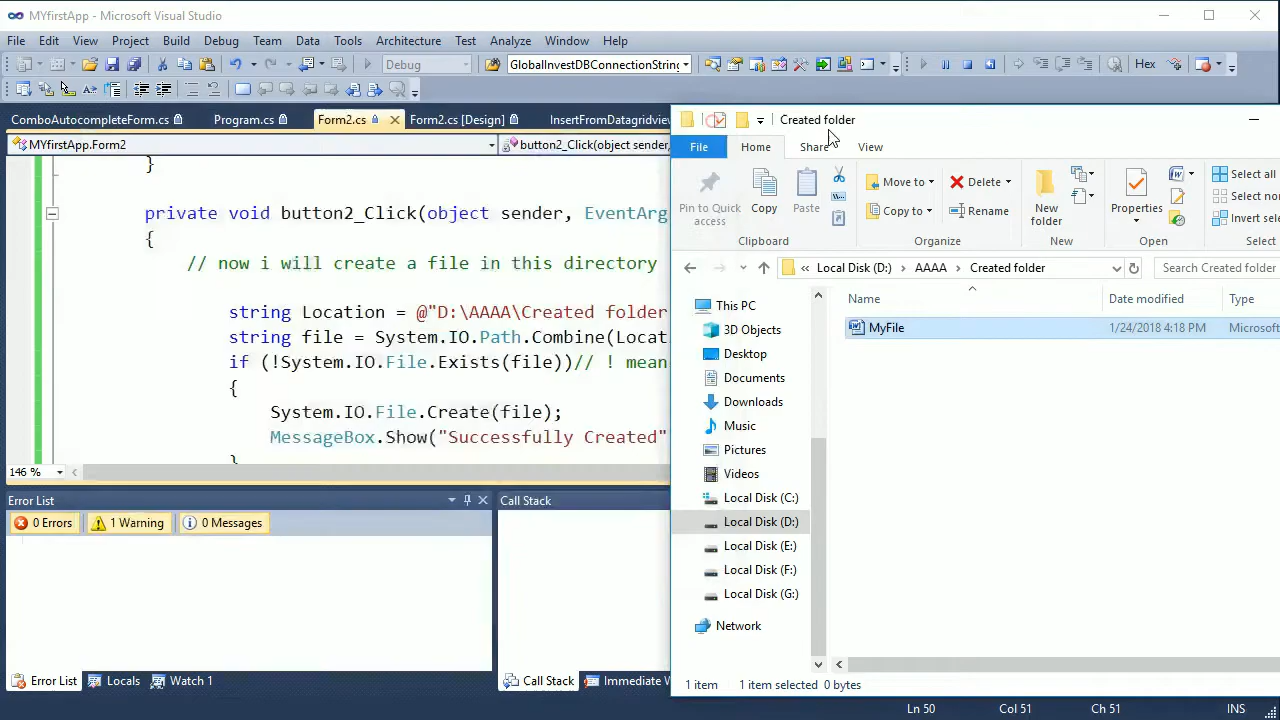 MYfirstApp - Microsoft Visual Studio
File Edit View Project Build Debug Team Data Tools Architecture Test Analyze Window Help
Debug GlobalInvestDBConnectionString Hex
ComboAutocompleteForm.cs Program.cs Form2.cs Form2.cs [Design] InsertFromDatagridview
MYfirstApp.Form2 button2_Click(object sender,
}
private void button2_Click(object sender, EventArg
{
// now i will create a file in this directory
string Location = @"D:\AAAA\Created folder
string file = System.IO.Path.Combine(Locat
if (!System.IO.File.Exists(file))// ! mean
{
System.IO.File.Create(file);
MessageBox.Show("Successfully Created"
}
146 %
Error List
0 Errors 1 Warning 0 Messages
Call Stack
Error List Locals Watch 1 Call Stack Immediate W
Ln 50 Col 51 Ch 51 INS
Created folder
File Home Share View
Pin to Quick access
Copy
Paste
Clipboard
Move to
Copy to
Delete
Rename
Organize
New folder
New
Properties
Open
Select all
Select no
Invert sele
Select
« Local Disk (D:) › AAAA › Created folder
Search Created folder
Name Date modified Type
MyFile 1/24/2018 4:18 PM Microsof
This PC
3D Objects
Desktop
Documents
Downloads
Music
Pictures
Videos
Local Disk (C:)
Local Disk (D:)
Local Disk (E:)
Local Disk (F:)
Local Disk (G:)
Network
1 item 1 item selected 0 bytes